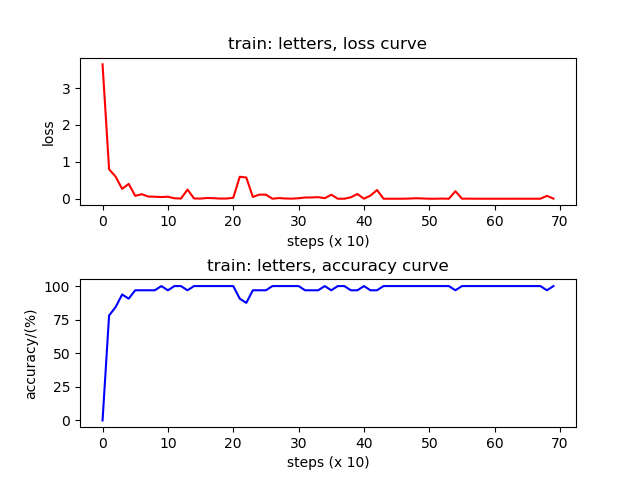 train: letters, loss curve
3
2
1
0
loss
0 10 20 30 40 50 60 70
steps (x 10)
train: letters, accuracy curve
100
75
50
25
0
accuracy/(%)
0 10 20 30 40 50 60 70
steps (x 10)